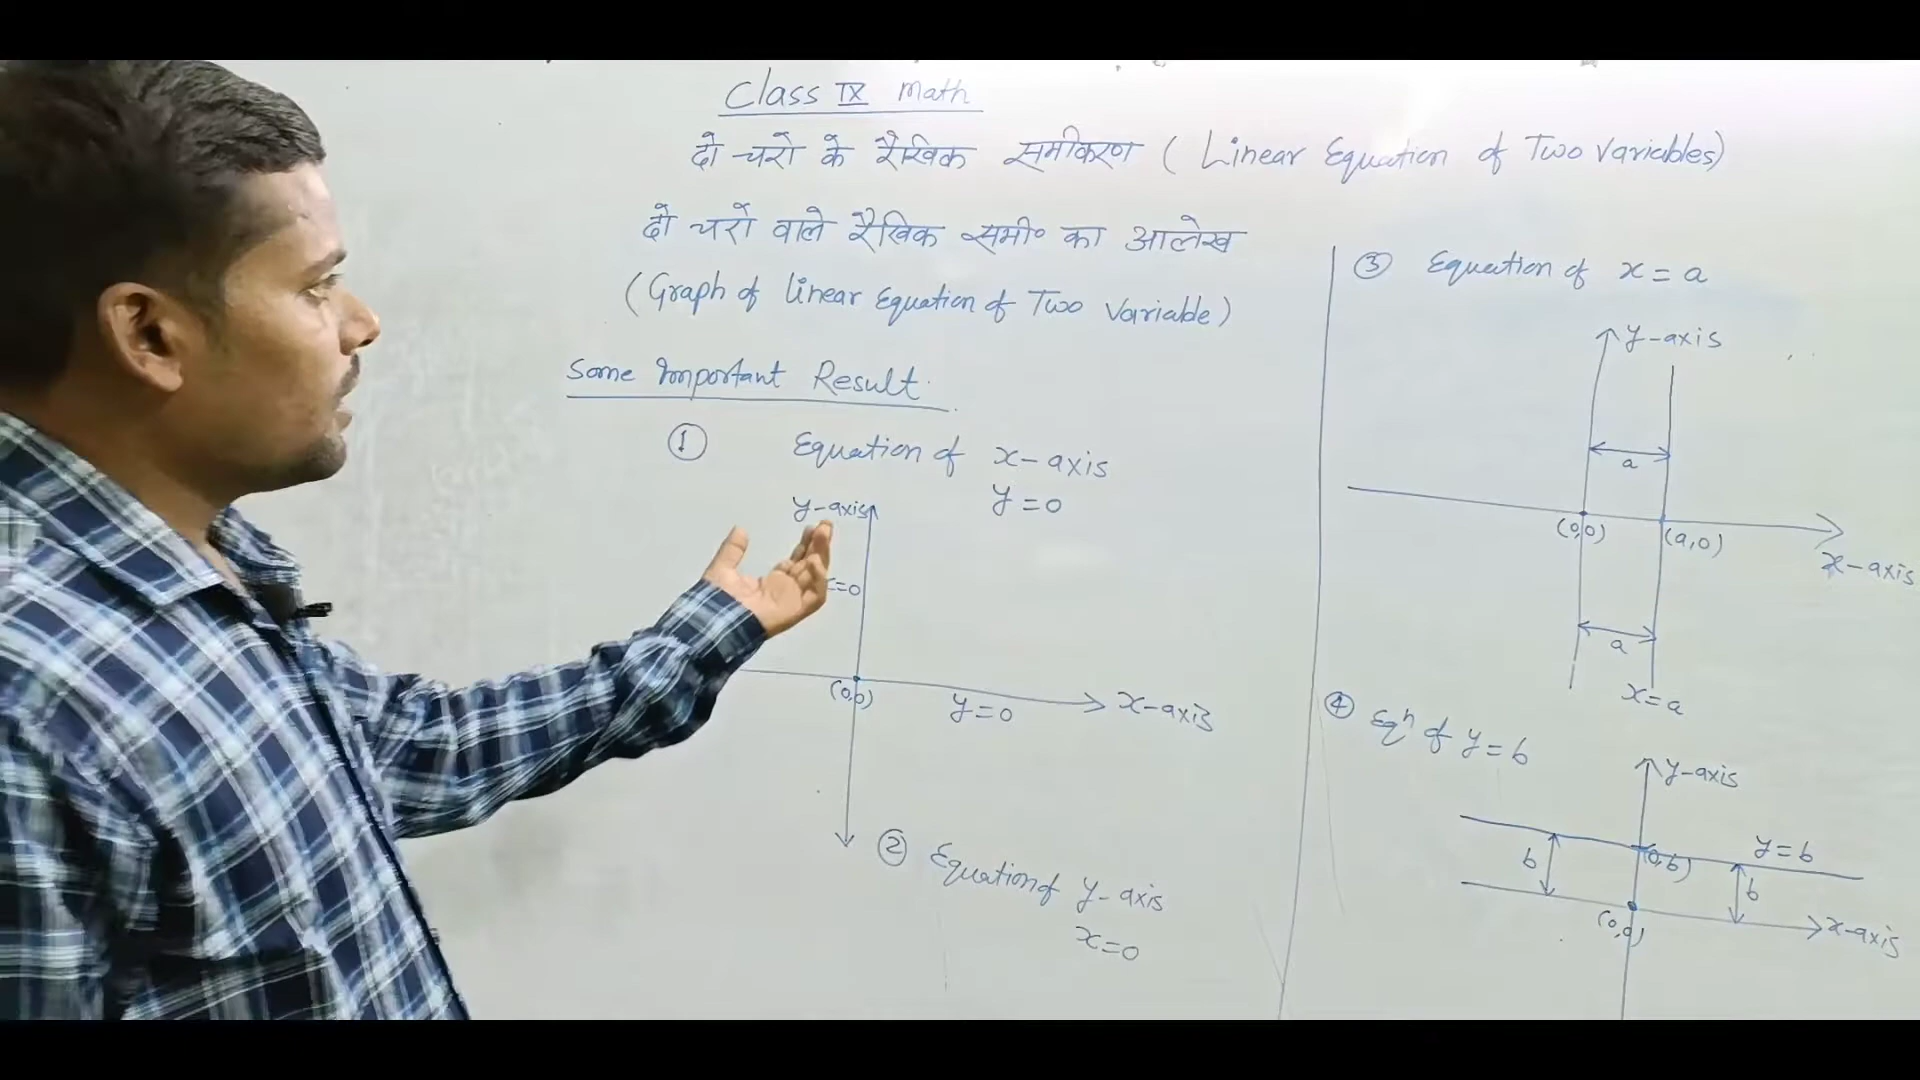 Class IX Math
दो चरो के रैखिक समीकरण ( Linear Equation of Two Variables)
दो चरो वाले रैखिक समी० का आलेख
(Graph of linear Equation of Two Variable)
Some Important Result.
① Equation of x-axis
y=0
y-axis
=0
(0,0)
y=0
x-axis
② Equation of y-axis
x=0
③ Equation of x=a
y-axis
a
(0,0)
(a,0)
x-axis
a
x=a
④ Eqⁿ of y=b
y-axis
y=b
b
(0,b)
b
(0,0)
x-axis